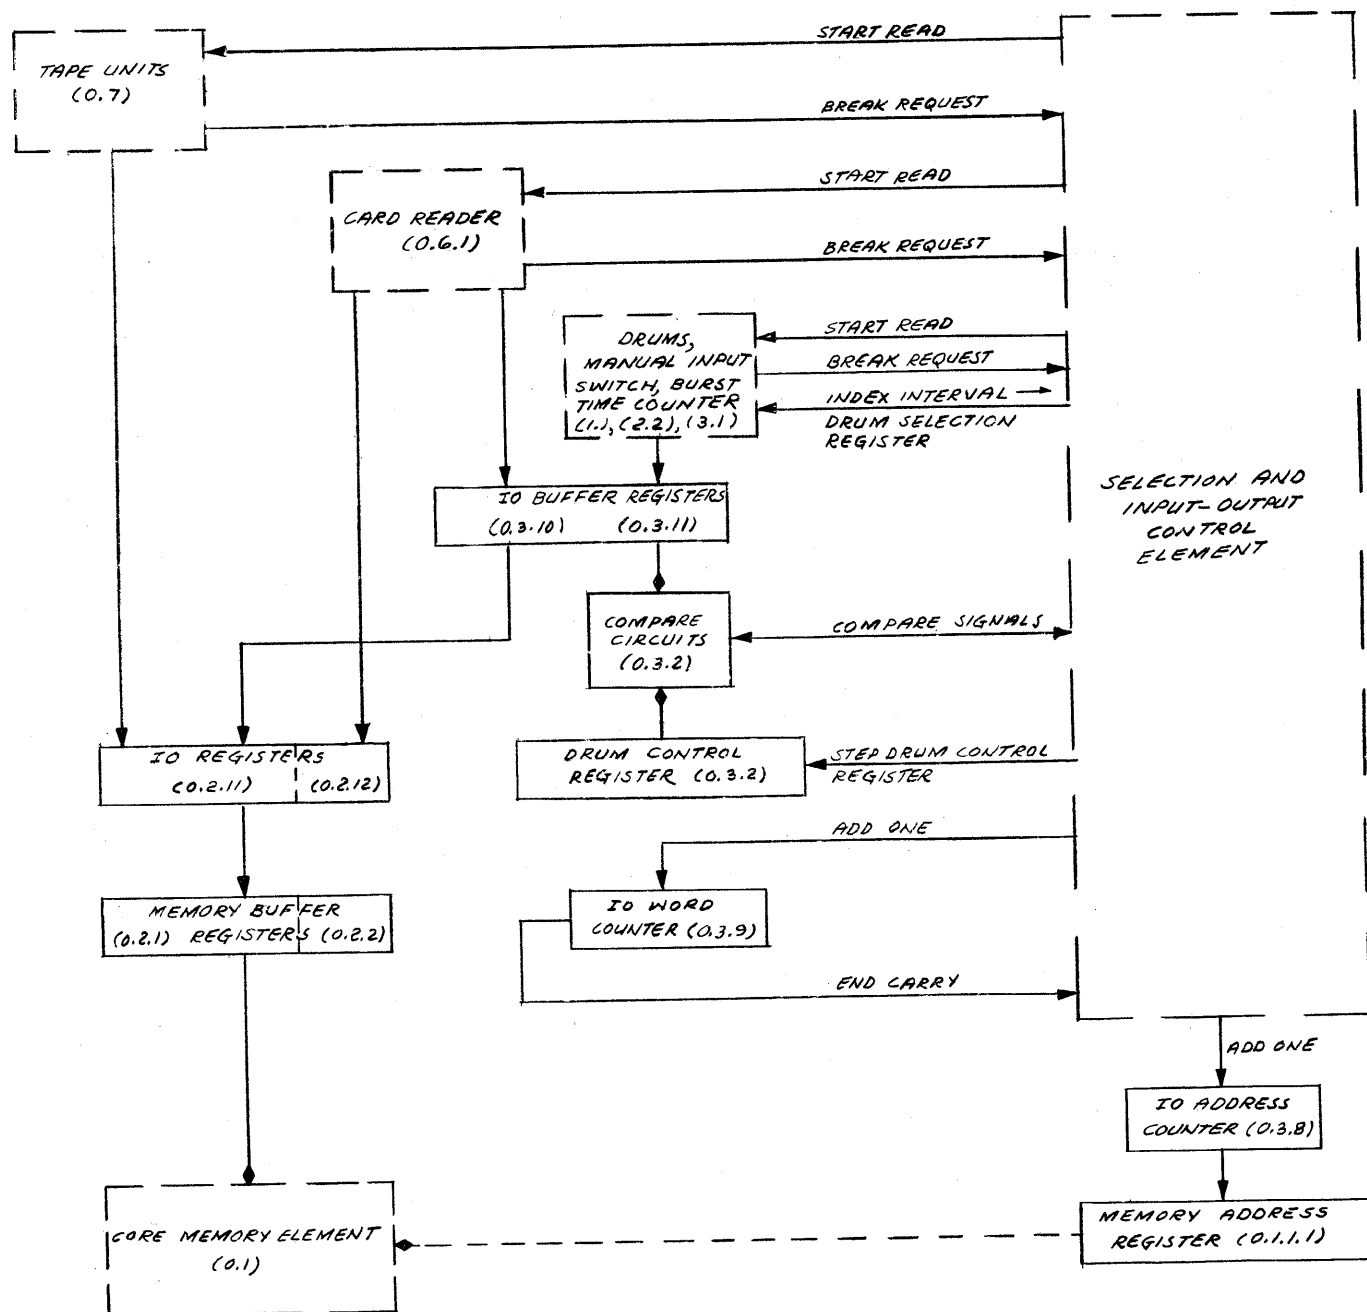 START READ
TAPE UNITS
(0.7)
BREAK REQUEST
START READ
CARD READER
(0.6.1)
BREAK REQUEST
START READ
DRUMS,
MANUAL INPUT
SWITCH, BURST
TIME COUNTER
(1.), (2.2), (3.1)
BREAK REQUEST
INDEX INTERVAL →
DRUM SELECTION
REGISTER
SELECTION AND
INPUT-OUTPUT
CONTROL
ELEMENT
IO BUFFER REGISTERS
(0.3.10) (0.3.11)
COMPARE
CIRCUITS
(0.3.2)
COMPARE SIGNALS
IO REGISTERS
(0.2.11) (0.2.12)
DRUM CONTROL
REGISTER (0.3.2)
STEP DRUM CONTROL
REGISTER
ADD ONE
MEMORY BUFFER
(0.2.1) REGISTERS (0.2.2)
IO WORD
COUNTER (0.3.9)
END CARRY
ADD ONE
IO ADDRESS
COUNTER (0.3.8)
MEMORY ADDRESS
REGISTER (0.1.1.1)
CORE MEMORY ELEMENT
(0.1)